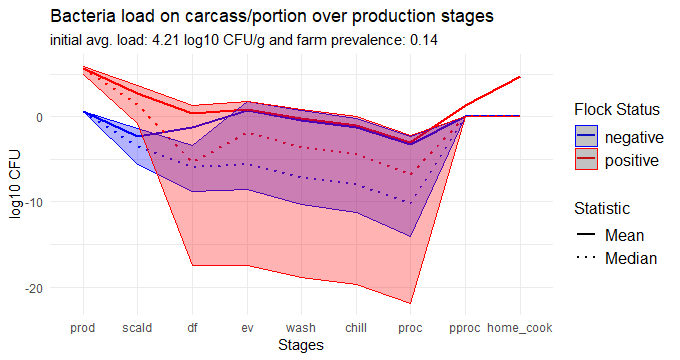 Bacteria load on carcass/portion over production stages
initial avg. load: 4.21 log10 CFU/g and farm prevalence: 0.14
log10 CFU
0
-10
-20
prod scald df ev wash chill proc pproc home_cook
Stages
Flock Status
negative
positive
Statistic
Mean
Median